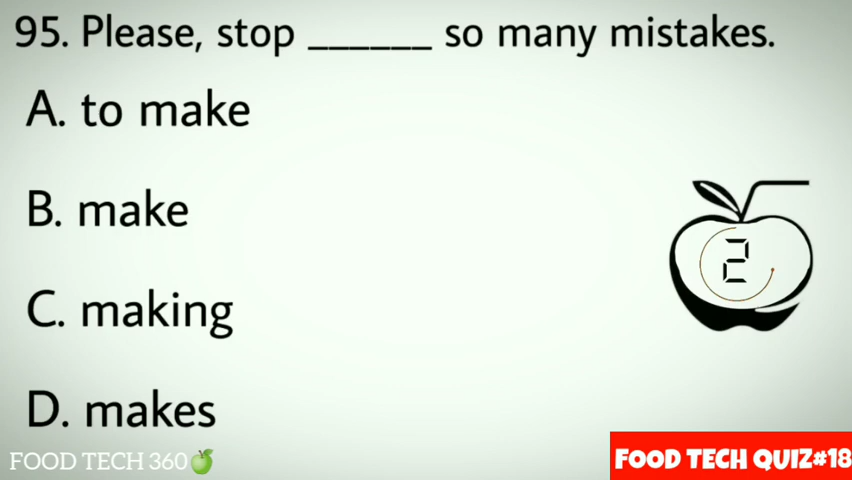 95. Please, stop ______ so many mistakes.
A. to make
B. make
C. making
D. makes
2
FOOD TECH 360
FOOD TECH QUIZ#18